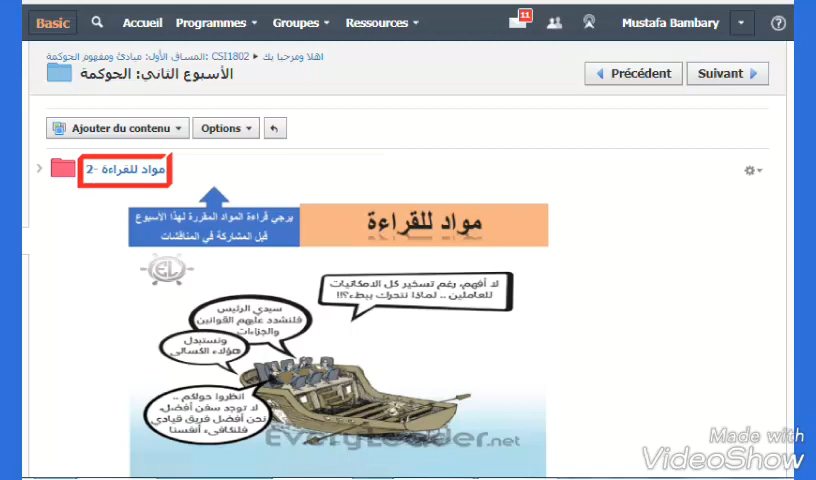 Basic
Accueil
Programmes
Groupes
Ressources
11
Mustafa Bambary
اهلا ومرحبا بك
CSI1802 :المساق الأول: مبادئ ومفهوم الحوكمة
الأسبوع الثاني: الحوكمة
Précédent
Suivant
Ajouter du contenu
Options
2- مواد للقراءة
مواد للقراءة
يرجي قراءة المواد المقررة لهذا الأسبوع
قبل المشاركة في المناقشات
EL
لا أفهم، رغم تسخير كل الامكانيات
للعاملين .. لماذا نتحرك ببطء؟!!
سيدي الرئيس
فلنشدد عليهم القوانين
والجزاءات
ونستبدل
هؤلاء الكسالى
انظروا حولكم ..
لا توجد سفن أفضل،
نحن أفضل فريق قيادي
فلنكافىء أنفسنا
EveryLeader.net
Made with
VideoShow